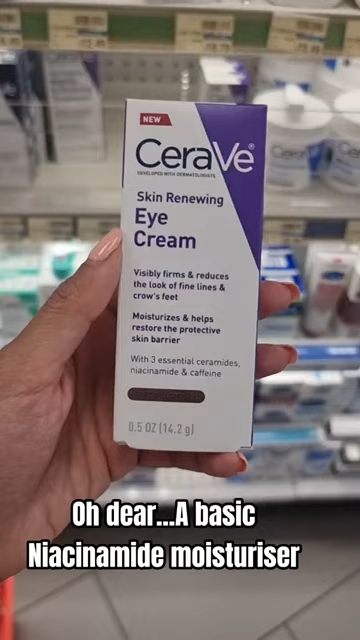 NEW
CeraVe®
DEVELOPED WITH DERMATOLOGISTS
Skin Renewing
Eye
Cream
Visibly firms & reduces
the look of fine lines &
crow's feet
Moisturizes & helps
restore the protective
skin barrier
With 3 essential ceramides,
niacinamide & caffeine
0.5 OZ (14.2 g)
Oh dear...A basic
Niacinamide moisturiser